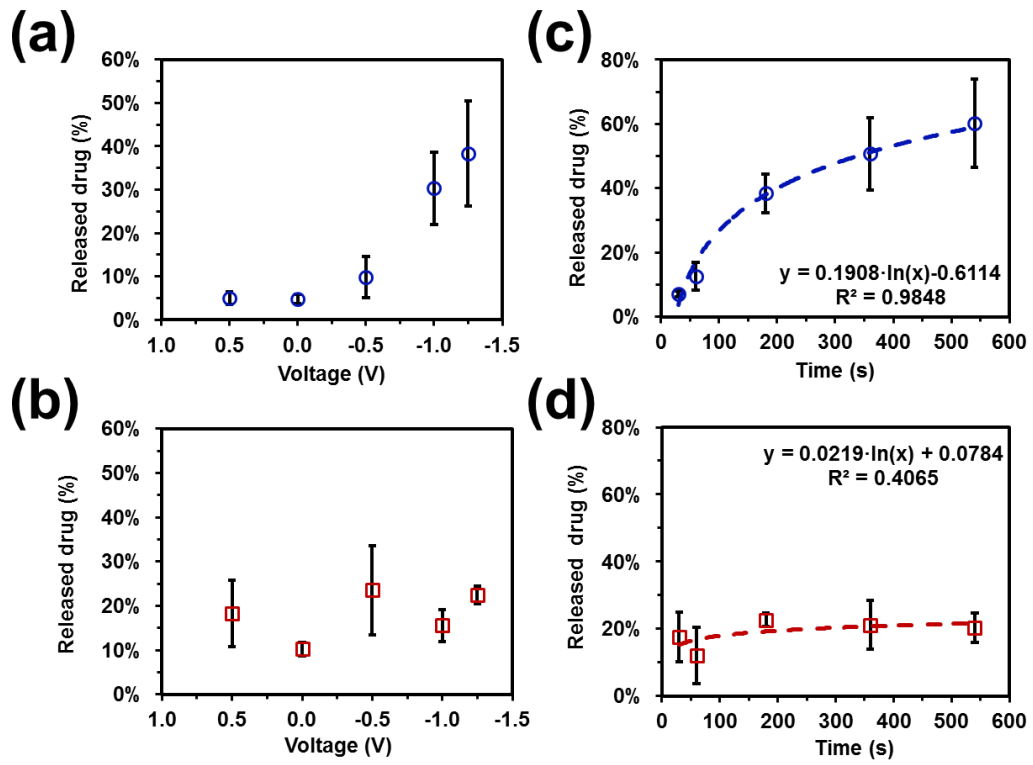 (a)
60%
50%
40%
30%
20%
10%
0%
Released drug (%)
1.0 0.5 0.0 -0.5 -1.0 -1.5
Voltage (V)
(c)
80%
60%
40%
20%
0%
Released drug (%)
y = 0.1908·ln(x)-0.6114
R² = 0.9848
0 100 200 300 400 500 600
Time (s)
(b)
60%
50%
40%
30%
20%
10%
0%
Released drug (%)
1.0 0.5 0.0 -0.5 -1.0 -1.5
Voltage (V)
(d)
80%
60%
40%
20%
0%
Released drug (%)
y = 0.0219·ln(x) + 0.0784
R² = 0.4065
0 100 200 300 400 500 600
Time (s)